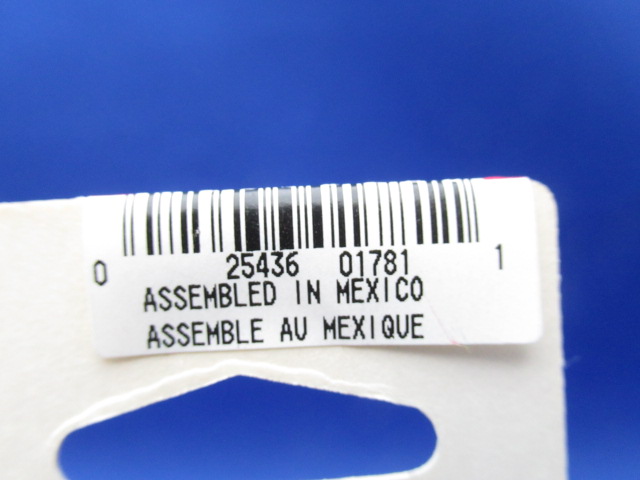 0 25436 01781 1
ASSEMBLED IN MEXICO
ASSEMBLE AU MEXIQUE